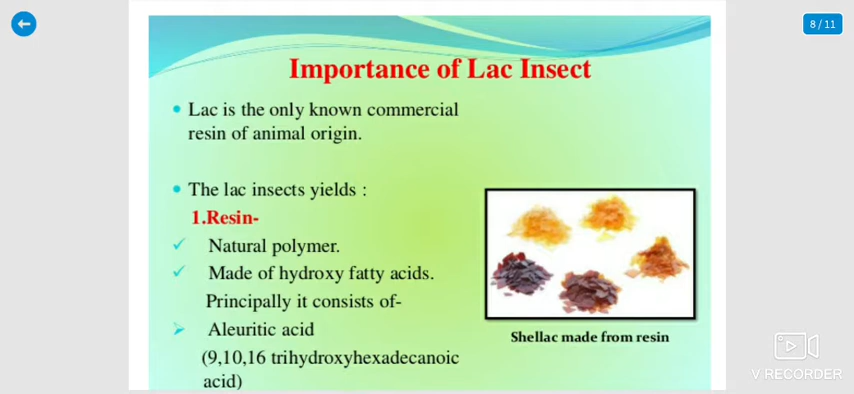 8 / 11
Importance of Lac Insect
Lac is the only known commercial
resin of animal origin.
The lac insects yields :
1.Resin-
Natural polymer.
Made of hydroxy fatty acids.
Principally it consists of-
Aleuritic acid
(9,10,16 trihydroxyhexadecanoic
acid)
Shellac made from resin
V RECORDER